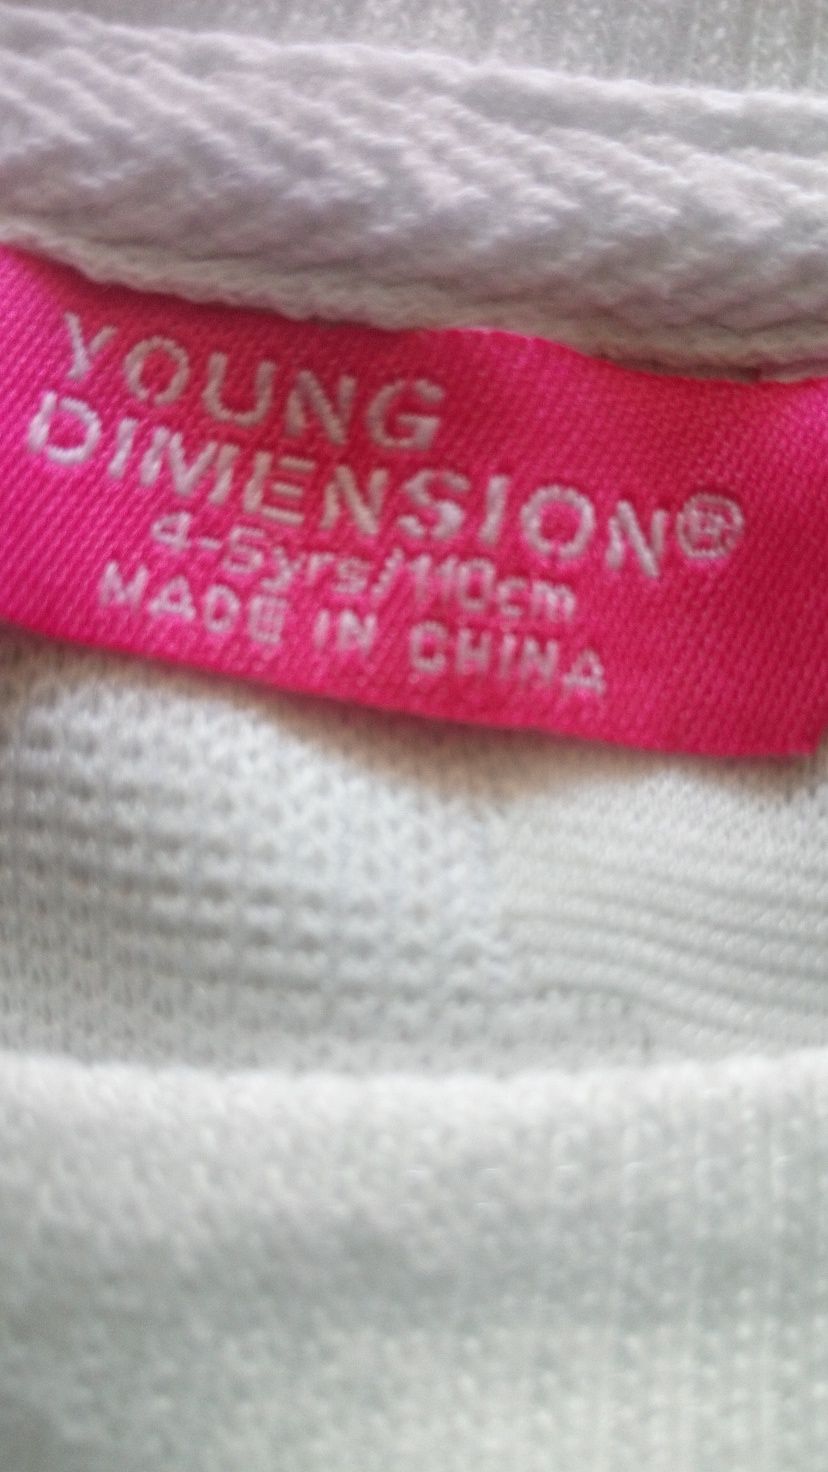 YOUNG
DIMENSION®
4-5yrs/110cm
MADE IN CHINA